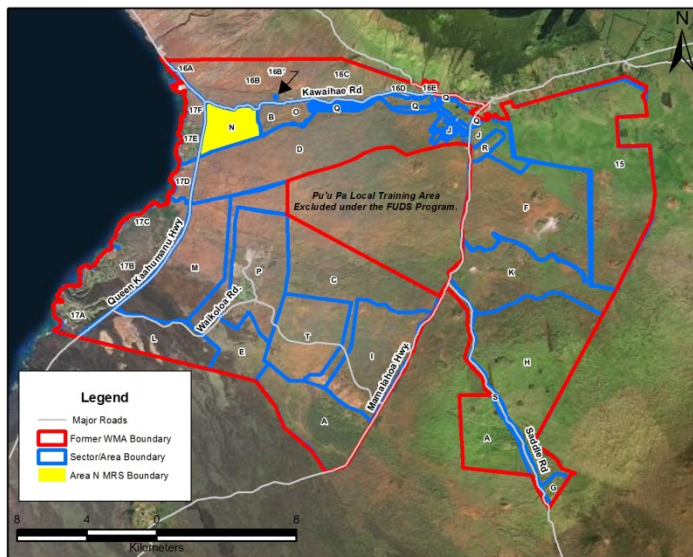 N
16A
16B'
16B
16C
16D
16E
Kawaihae Rd
Q
17F
N
B
O
Q
Q
J
J
R
17E
D
15
17D
Pu'u Pa Local Training Area
Excluded under the FUDS Program.
F
17C
Queen Kaahumanu Hwy
17B
M
P
C
K
Waikoloa Rd.
17A
L
E
T
I
Mamalahoa Hwy.
H
A
S
A
Saddle Rd
G
Legend
Major Roads
Former WMA Boundary
Sector/Area Boundary
Area N MRS Boundary
8 4 0 8
Kilometers